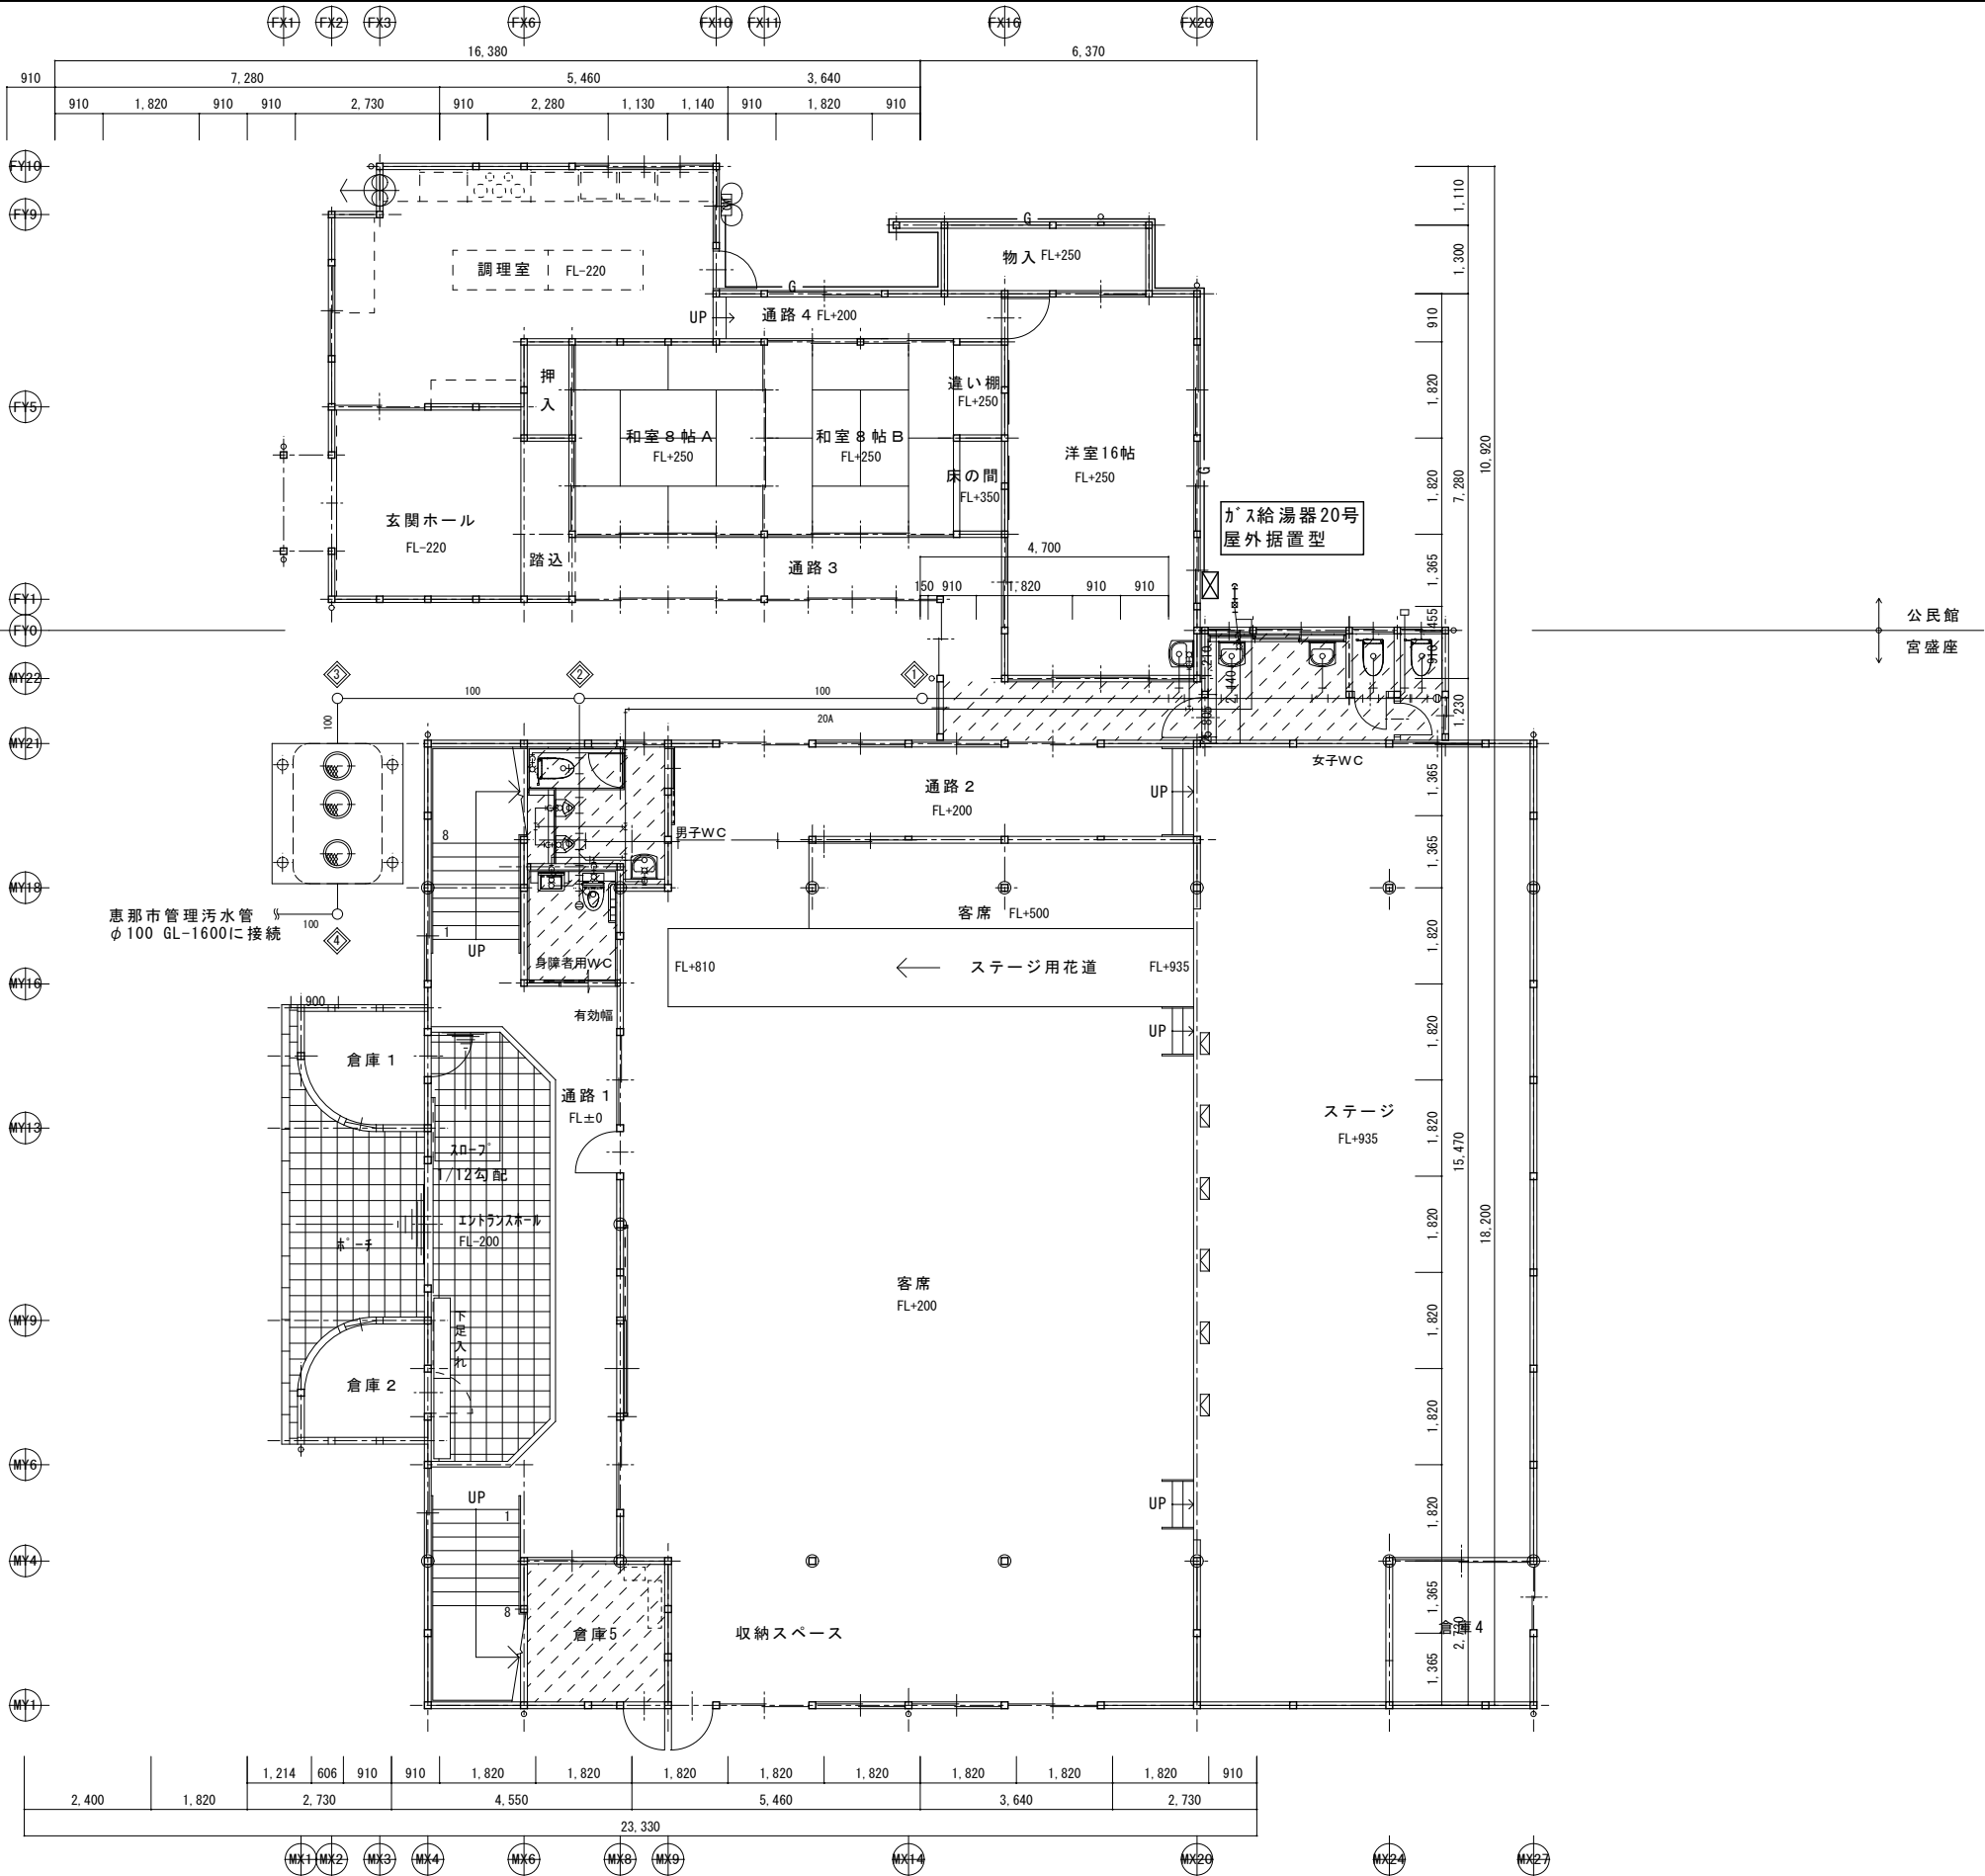 FX1 FX2 FX3 FX6 FX10 FX11 FX16 FX20
16,380 6,370
910 7,280 5,460 3,640
910 1,820 910 910 2,730 910 2,280 1,130 1,140 910 1,820 910
FY10
FY9
FY5
FY1
FY0
MY22
MY21
MY18
MY16
MY13
MY9
MY6
MY4
MY1
調理室 FL-220
物入 FL+250
G
G
G
UP
通路4 FL+200
押入
違い棚
FL+250
和室8帖A
FL+250
和室8帖B
FL+250
床の間
FL+350
洋室16帖
FL+250
玄関ホール
FL-220
踏込
通路3
ガス給湯器20号
屋外据置型
4,700
150 910 1,820 910 910
公民館
宮盛座
1,110
1,300
910
1,820
1,820
1,365
455
910
1,230
7,280
10,920
3
2
1
100
100
100
20A
女子WC
通路2
FL+200
UP
男子WC
8
1
UP
恵那市管理汚水管
φ100 GL-1600に接続
100
4
身障者用WC
有効幅
客席 FL+500
FL+810
ステージ用花道
FL+935
UP
900
倉庫1
通路1
FL±0
スロープ
1/12勾配
エントランスホール
FL-200
ポーチ
下足入れ
倉庫2
ステージ
FL+935
客席
FL+200
UP
UP
1
8
倉庫5
収納スペース
倉庫4
1,365
1,365
1,820
1,820
1,820
1,820
1,820
1,820
1,820
1,365
1,365
15,470
2,730
18,200
1,214 606 910 910 1,820 1,820 1,820 1,820 1,820 1,820 1,820 1,820 910
2,400 1,820 2,730 4,550 5,460 3,640 2,730
23,330
MX1 MX2 MX3 MX4 MX6 MX8 MX9 MX14 MX20 MX24 MX27